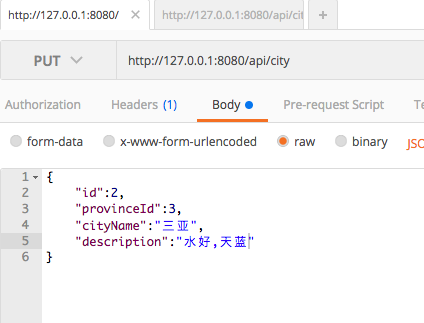 http://127.0.0.1:8080/
http://127.0.0.1:8080/api/city
PUT
http://127.0.0.1:8080/api/city
Authorization
Headers (1)
Body
Pre-request Script
Te
form-data
x-www-form-urlencoded
raw
binary
JSO
1 {
2 "id":2,
3 "provinceId":3,
4 "cityName":"三亚",
5 "description":"水好,天蓝"
6 }